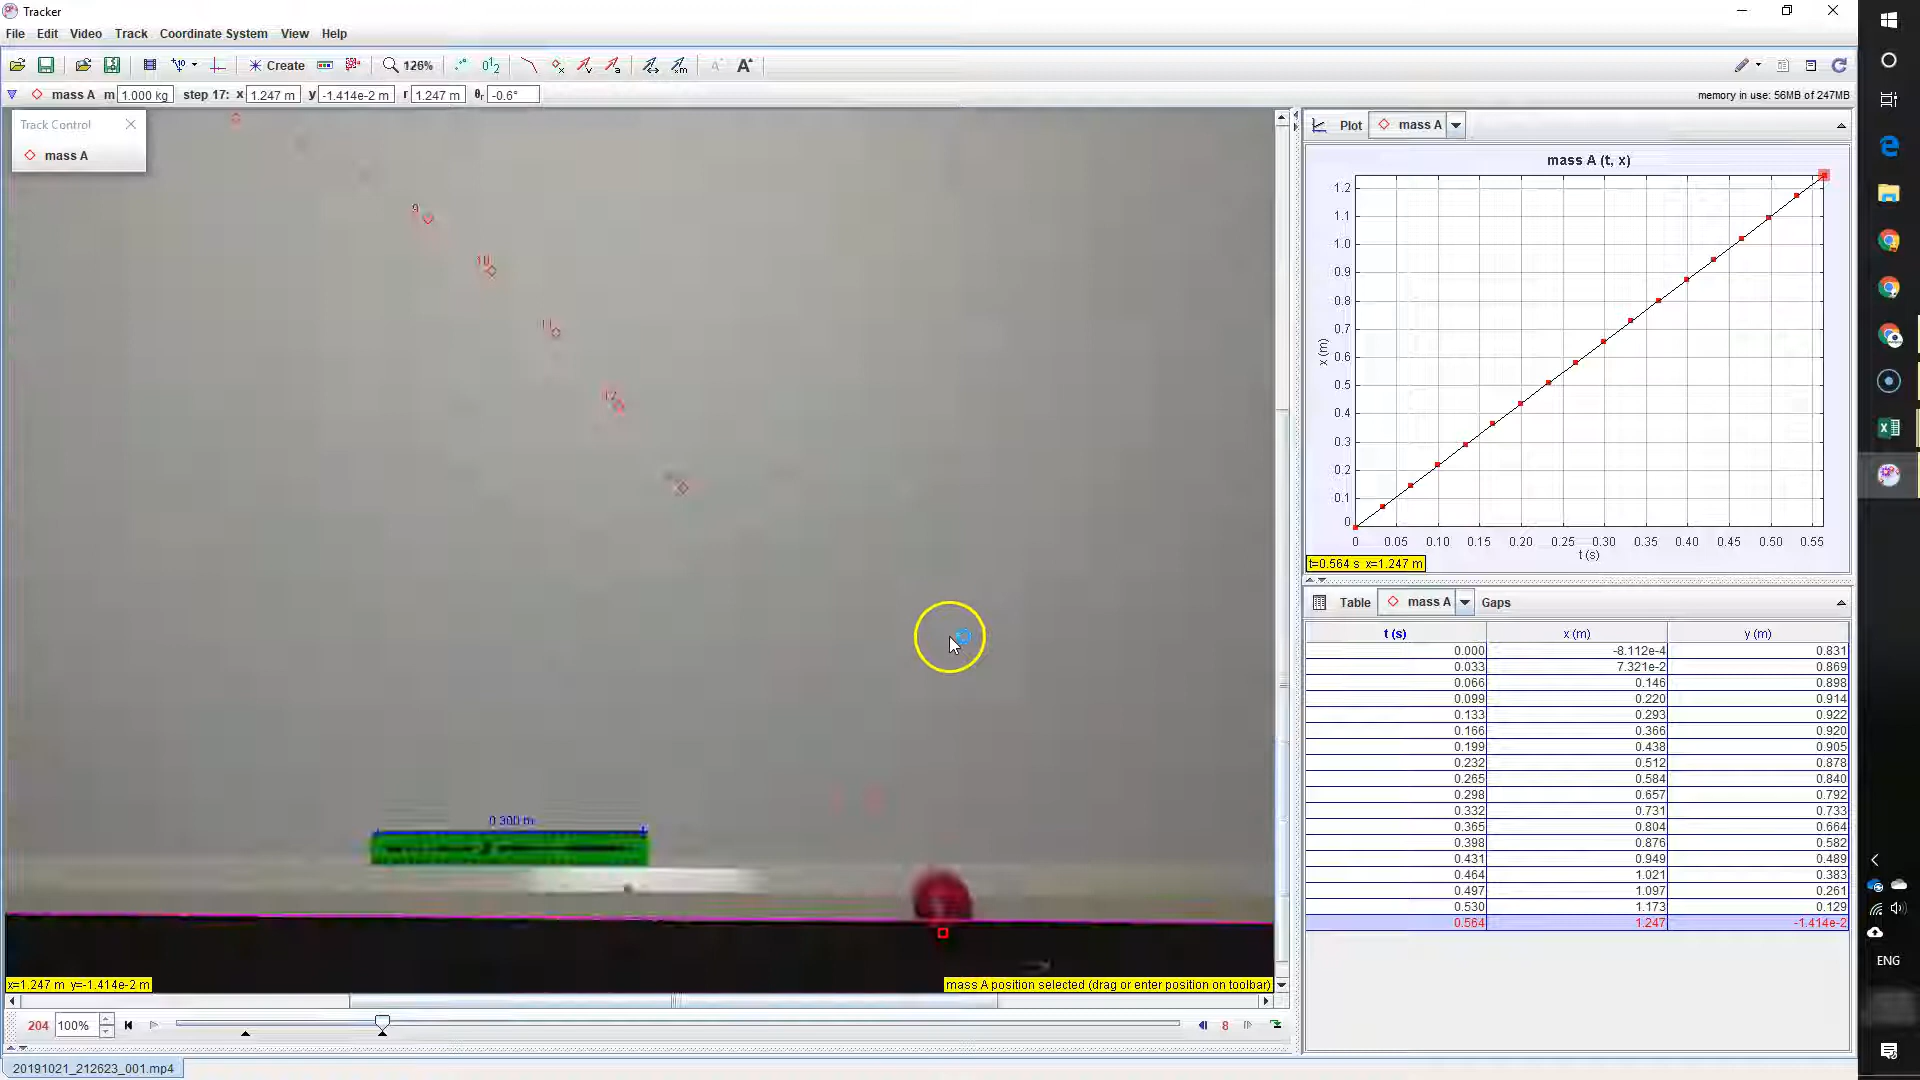 Tracker
File Edit Video Track Coordinate System View Help
Create 126%
mass A m 1.000 kg step 17: x 1.247 m y -1.414e-2 m r 1.247 m θr -0.6°
memory in use: 56MB of 247MB
Track Control
mass A
9
10
11
12
0.300 m
x=1.247 m y=-1.414e-2 m
mass A position selected (drag or enter position on toolbar)
204 100% 8
20191021_212623_001.mp4
Plot mass A
mass A (t, x)
1.2
1.1
1.0
0.9
0.8
0.7
0.6
0.5
0.4
0.3
0.2
0.1
0
x (m)
0 0.05 0.10 0.15 0.20 0.25 0.30 0.35 0.40 0.45 0.50 0.55
t (s)
t=0.564 s x=1.247 m
Table mass A Gaps
t (s) x (m) y (m)
0.000 -8.112e-4 0.831
0.033 7.321e-2 0.869
0.066 0.146 0.898
0.099 0.220 0.914
0.133 0.293 0.922
0.166 0.366 0.920
0.199 0.438 0.905
0.232 0.512 0.878
0.265 0.584 0.840
0.298 0.657 0.792
0.332 0.731 0.733
0.365 0.804 0.664
0.398 0.876 0.582
0.431 0.949 0.489
0.464 1.021 0.383
0.497 1.097 0.261
0.530 1.173 0.129
0.564 1.247 -1.414e-2
ENG